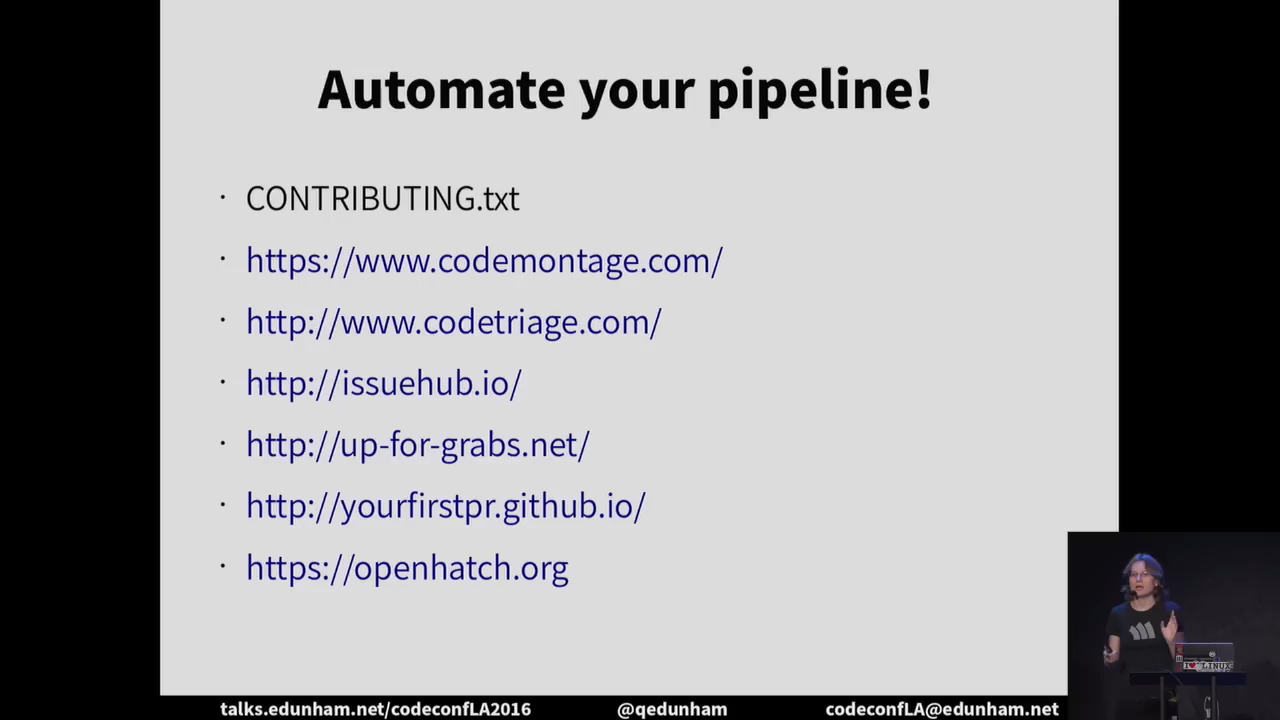 Automate your pipeline!
· CONTRIBUTING.txt
· https://www.codemontage.com/
· http://www.codetriage.com/
· http://issuehub.io/
· http://up-for-grabs.net/
· http://yourfirstpr.github.io/
· https://openhatch.org
talks.edunham.net/codeconfLA2016 @qedunham codeconfLA@edunham.net